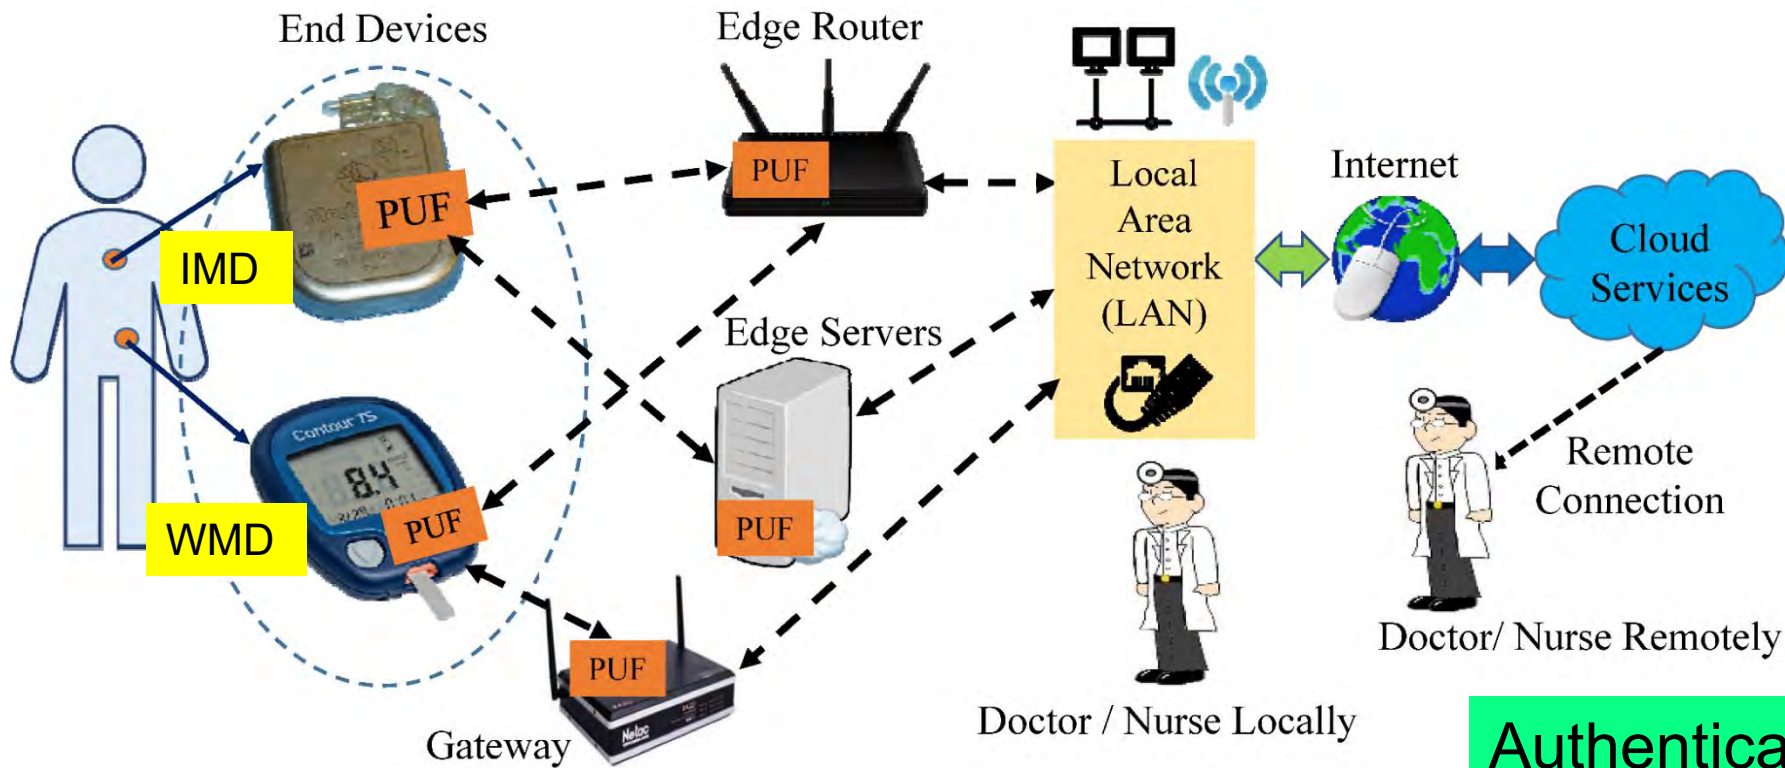 End Devices
Edge Router
PUF
PUF
IMD
Local
Area
Network
(LAN)
Internet
Cloud
Services
Edge Servers
PUF
Contour TS
8.4
PUF
WMD
Remote
Connection
PUF
Netac
Gateway
Doctor / Nurse Locally
Doctor/ Nurse Remotely
Authentica